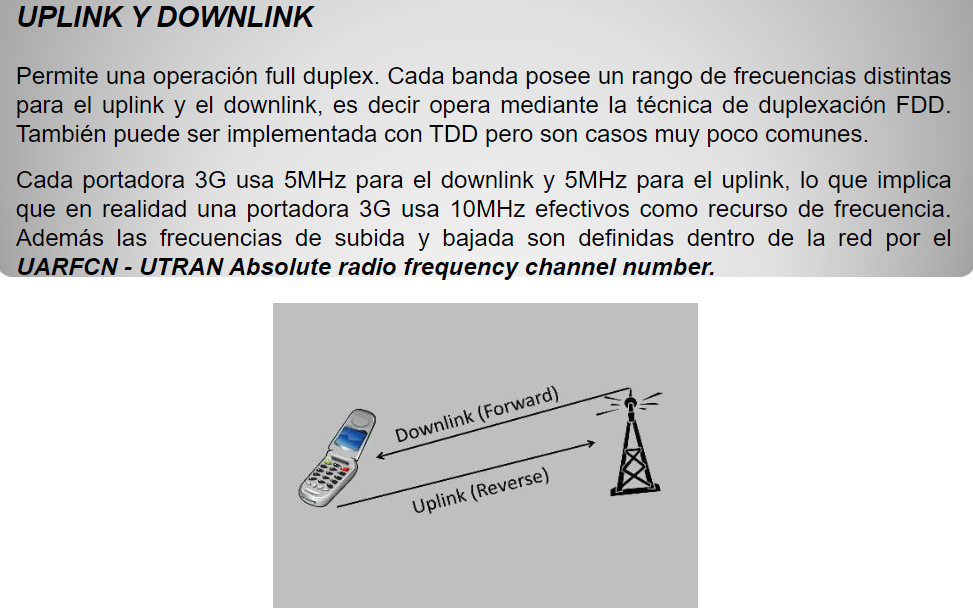 UPLINK Y DOWNLINK
Permite una operación full duplex. Cada banda posee un rango de frecuencias distintas
para el uplink y el downlink, es decir opera mediante la técnica de duplexación FDD.
También puede ser implementada con TDD pero son casos muy poco comunes.
Cada portadora 3G usa 5MHz para el downlink y 5MHz para el uplink, lo que implica
que en realidad una portadora 3G usa 10MHz efectivos como recurso de frecuencia.
Además las frecuencias de subida y bajada son definidas dentro de la red por el
UARFCN - UTRAN Absolute radio frequency channel number.
Downlink (Forward)
Uplink (Reverse)